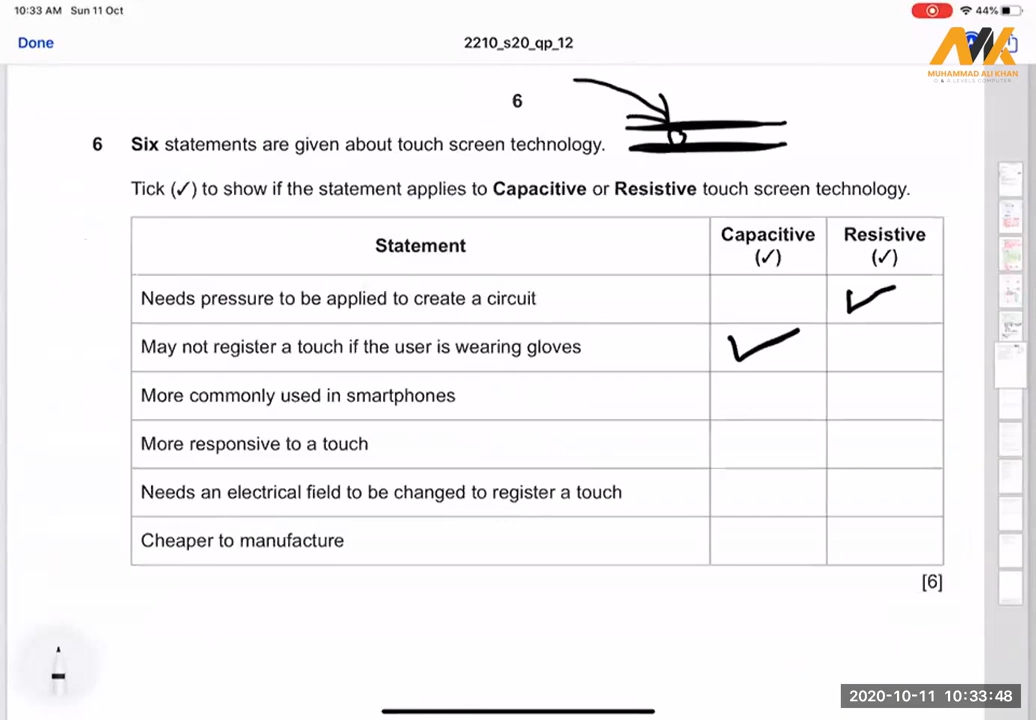 10:33 AM Sun 11 Oct
44%
Done
2210_s20_qp_12
MUHAMMAD ALI KHAN
O & A LEVELS COMPUTER
6
6 Six statements are given about touch screen technology.
Tick (✓) to show if the statement applies to Capacitive or Resistive touch screen technology.
Statement
Capacitive
(✓)
Resistive
(✓)
Needs pressure to be applied to create a circuit ✓
May not register a touch if the user is wearing gloves ✓
More commonly used in smartphones
More responsive to a touch
Needs an electrical field to be changed to register a touch
Cheaper to manufacture
[6]
2020-10-11 10:33:48